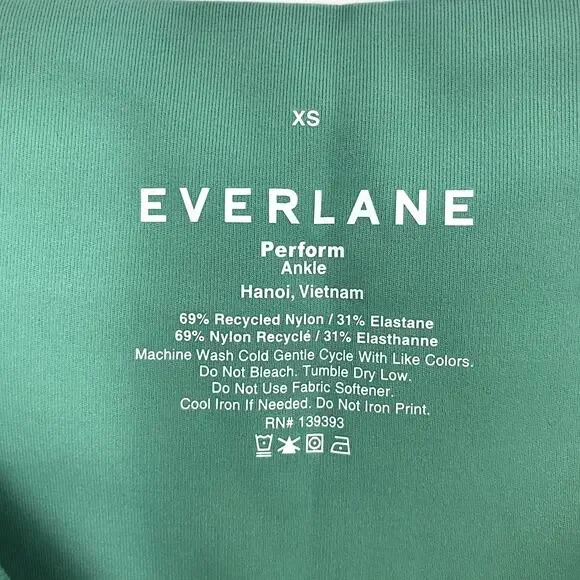 XS
EVERLANE
Perform
Ankle
Hanoi, Vietnam
69% Recycled Nylon / 31% Elastane
69% Nylon Recyclé / 31% Elasthanne
Machine Wash Cold Gentle Cycle With Like Colors.
Do Not Bleach. Tumble Dry Low.
Do Not Use Fabric Softener.
Cool Iron If Needed. Do Not Iron Print.
RN# 139393